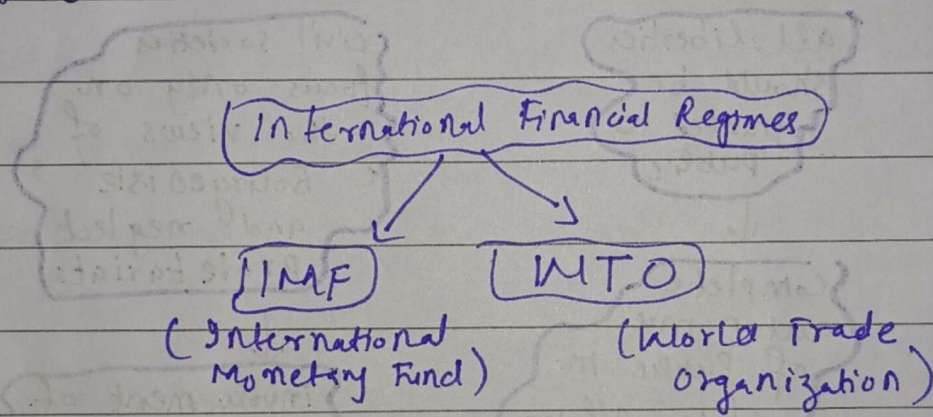 International Financial Regimes
IMF WTO
(International (World Trade
Monetary Fund) Organization)